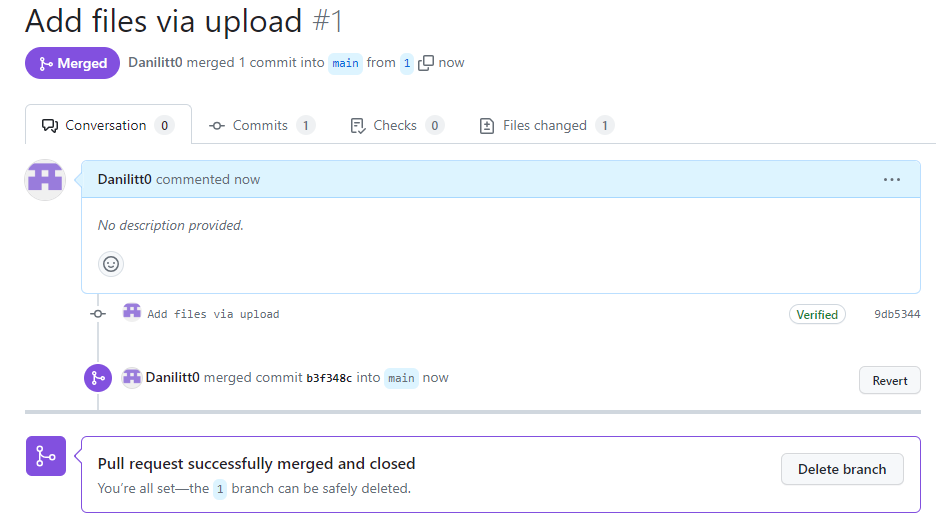 Add files via upload #1
Merged Danilitt0 merged 1 commit into main from 1 now
Conversation 0 Commits 1 Checks 0 Files changed 1
Danilitt0 commented now
No description provided.
Add files via upload Verified 9db5344
Danilitt0 merged commit b3f348c into main now Revert
Pull request successfully merged and closed Delete branch
You're all set—the 1 branch can be safely deleted.